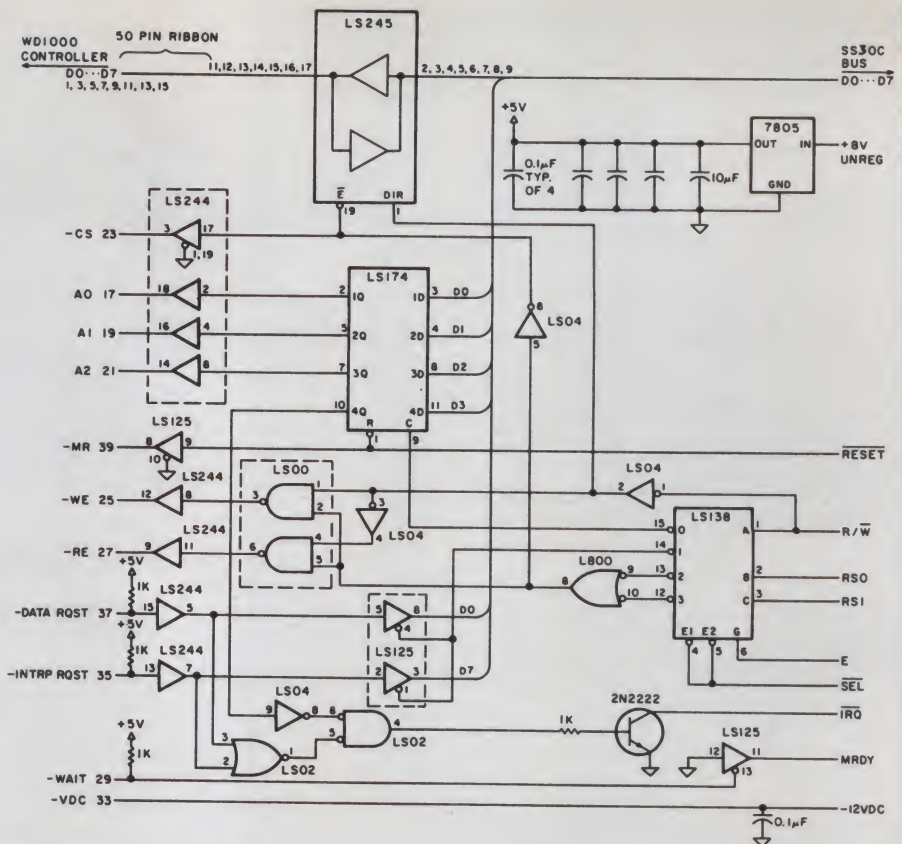 LS245
WD1000
CONTROLLER
50 PIN RIBBON
D0···D7
1, 3, 5, 7, 9, 11, 13, 15
11, 12, 13, 14, 15, 16, 17
2, 3, 4, 5, 6, 7, 8, 9
SS30C
BUS
D0···D7
+5V
7805
OUT
IN
GND
+8V
UNREG
0.1µF
TYP.
OF 4
10µF
E
DIR
19
1
LS244
-CS 23
3
17
1, 19
LS174
A0 17
18
2
2
1Q
1D
3
D0
A1 19
16
4
5
2Q
2D
4
D1
A2 21
14
6
7
3Q
3D
6
D2
10
4Q
4D
11
D3
R
C
1
9
6
LS04
5
LS125
-MR 39
8
9
10
RESET
LS244
-WE 25
12
8
LS00
3
1
2
3
4
LS04
LS244
-RE 27
9
11
6
4
5
LS04
2
1
LS138
15
0
A
1
R/W
14
1
13
2
B
2
RS0
12
3
C
3
RS1
LS00
8
9
10
E1
E2
G
4
5
6
E
SEL
+5V
1K
LS244
-DATA RQST 37
15
5
5
6
D0
4
+5V
1K
LS244
LS125
-INTRP RQST 35
13
7
2
3
D7
1
LS04
9
8
6
5
4
LS02
1K
2N2222
IRQ
3
2
1
LS02
+5V
1K
LS125
12
11
13
MRDY
-WAIT 29
-VDC 33
-12VDC
0.1µF